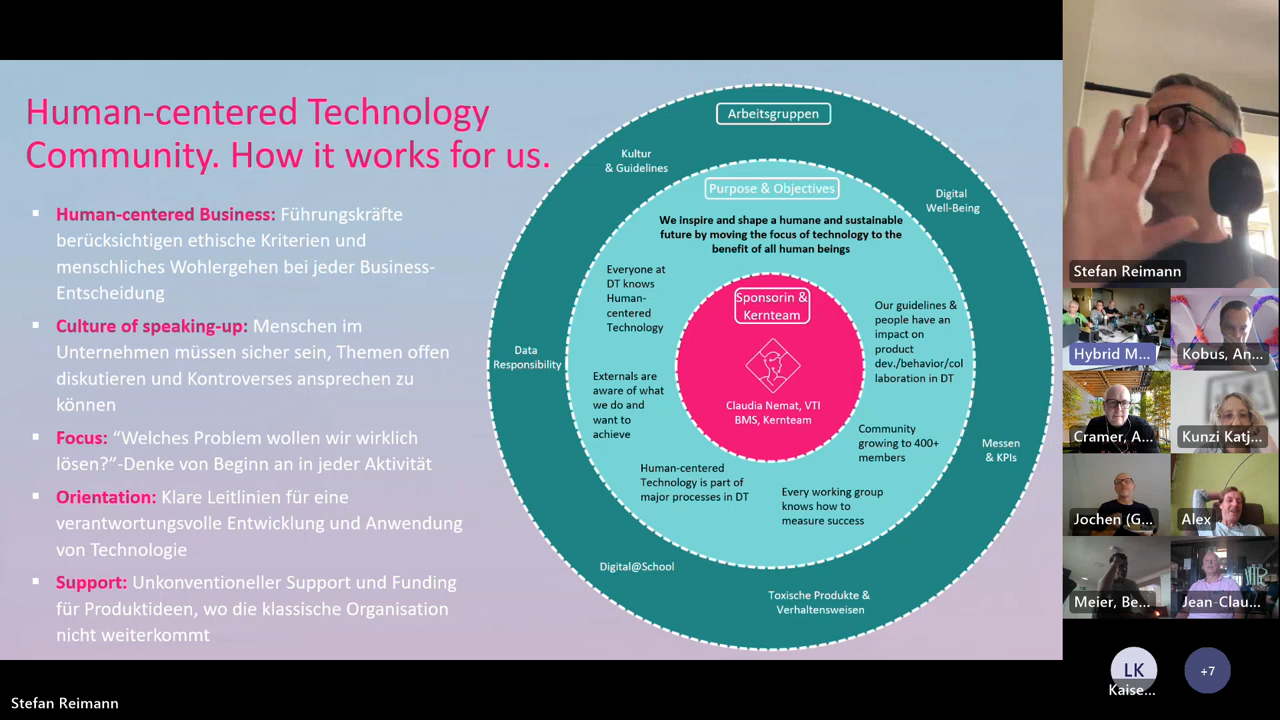 Human-centered Technology
Community. How it works for us.
▪ Human-centered Business: Führungskräfte
berücksichtigen ethische Kriterien und
menschliches Wohlergehen bei jeder Business-
Entscheidung
▪ Culture of speaking-up: Menschen im
Unternehmen müssen sicher sein, Themen offen
diskutieren und Kontroverses ansprechen zu
können
▪ Focus: “Welches Problem wollen wir wirklich
lösen?”-Denke von Beginn an in jeder Aktivität
▪ Orientation: Klare Leitlinien für eine
verantwortungsvolle Entwicklung und Anwendung
von Technologie
▪ Support: Unkonventioneller Support und Funding
für Produktideen, wo die klassische Organisation
nicht weiterkommt
Arbeitsgruppen
Kultur
& Guidelines
Digital
Well-Being
Data
Responsibility
Messen
& KPIs
Digital@School
Toxische Produkte &
Verhaltensweisen
Purpose & Objectives
We inspire and shape a humane and sustainable
future by moving the focus of technology to the
benefit of all human beings
Everyone at
DT knows
Human-
centered
Technology
Our guidelines &
people have an
impact on
product
dev./behavior/col
laboration in DT
Externals are
aware of what
we do and
want to
achieve
Community
growing to 400+
members
Human-centered
Technology is part of
major processes in DT
Every working group
knows how to
measure success
Sponsorin &
Kernteam
Claudia Nemat, VTI
BMS, Kernteam
Stefan Reimann
Hybrid M...
Kobus, An...
Cramer, A...
Kunzi Katj...
Jochen (G...
Alex
Meier, Be...
Jean-Clau...
LK
Kaise...
+7
Stefan Reimann